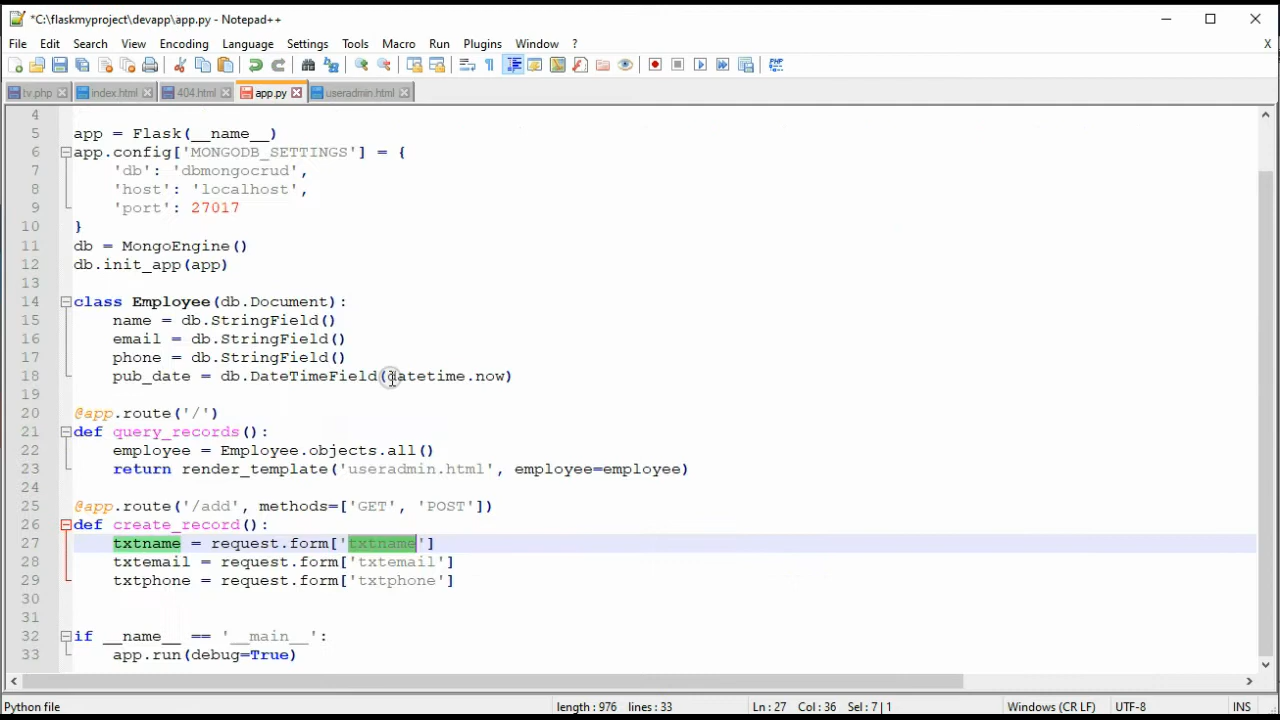 *C:\flaskmyproject\devapp\app.py - Notepad++
File Edit Search View Encoding Language Settings Tools Macro Run Plugins Window ? X
tv.php index.html 404.html app.py useradmin.html
4
5 app = Flask(__name__)
6 app.config['MONGODB_SETTINGS'] = {
7 'db': 'dbmongocrud',
8 'host': 'localhost',
9 'port': 27017
10 }
11 db = MongoEngine()
12 db.init_app(app)
13
14 class Employee(db.Document):
15 name = db.StringField()
16 email = db.StringField()
17 phone = db.StringField()
18 pub_date = db.DateTimeField(datetime.now)
19
20 @app.route('/')
21 def query_records():
22 employee = Employee.objects.all()
23 return render_template('useradmin.html', employee=employee)
24
25 @app.route('/add', methods=['GET', 'POST'])
26 def create_record():
27 txtname = request.form['txtname']
28 txtemail = request.form['txtemail']
29 txtphone = request.form['txtphone']
30
31
32 if __name__ == '__main__':
33 app.run(debug=True)
Python file length : 976 lines : 33 Ln : 27 Col : 36 Sel : 7 | 1 Windows (CR LF) UTF-8 INS